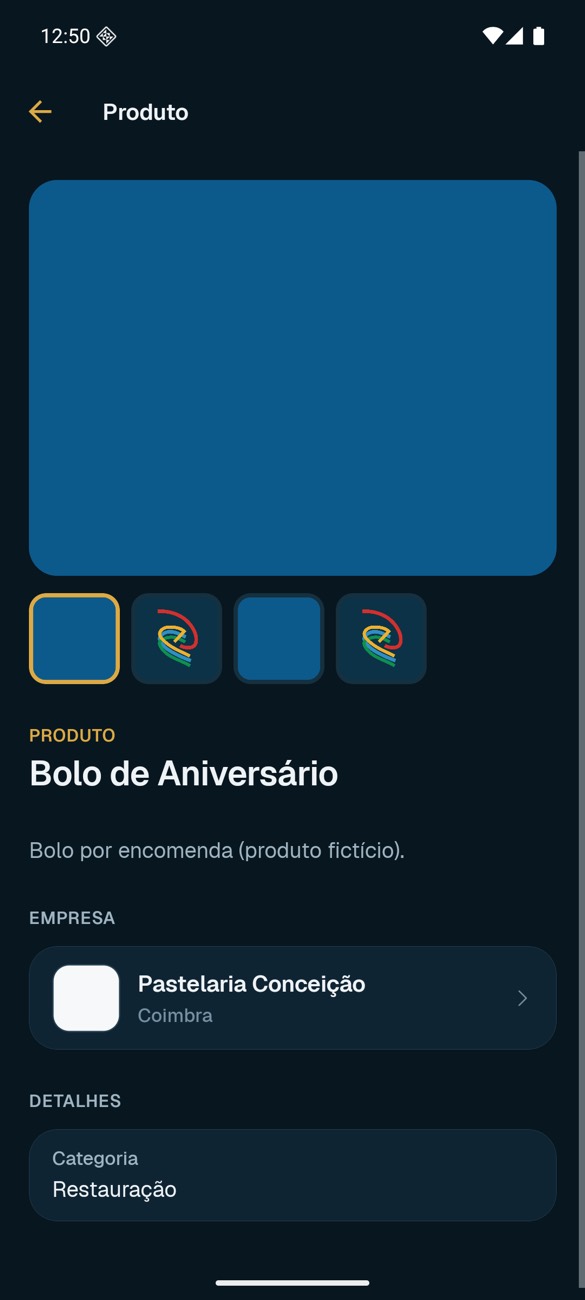 12:50
Produto
PRODUTO
Bolo de Aniversário
Bolo por encomenda (produto fictício).
EMPRESA
Pastelaria Conceição
Coimbra
DETALHES
Categoria
Restauração